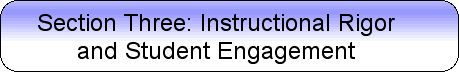 Section Three: Instructional Rigor
and Student Engagement